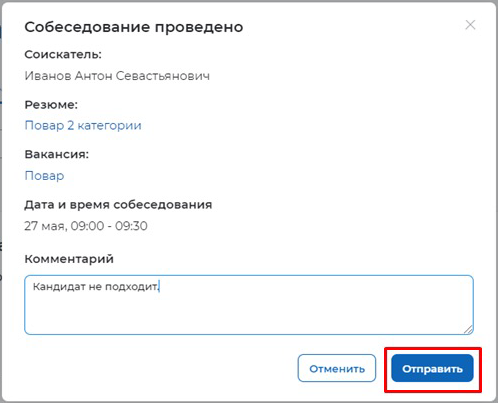 Собеседование проведено
Соискатель:
Иванов Антон Севастьянович
Резюме:
Повар 2 категории
Вакансия:
Повар
Дата и время собеседования
27 мая, 09:00 - 09:30
Комментарий
Кандидат не подходит.
Отменить
Отправить